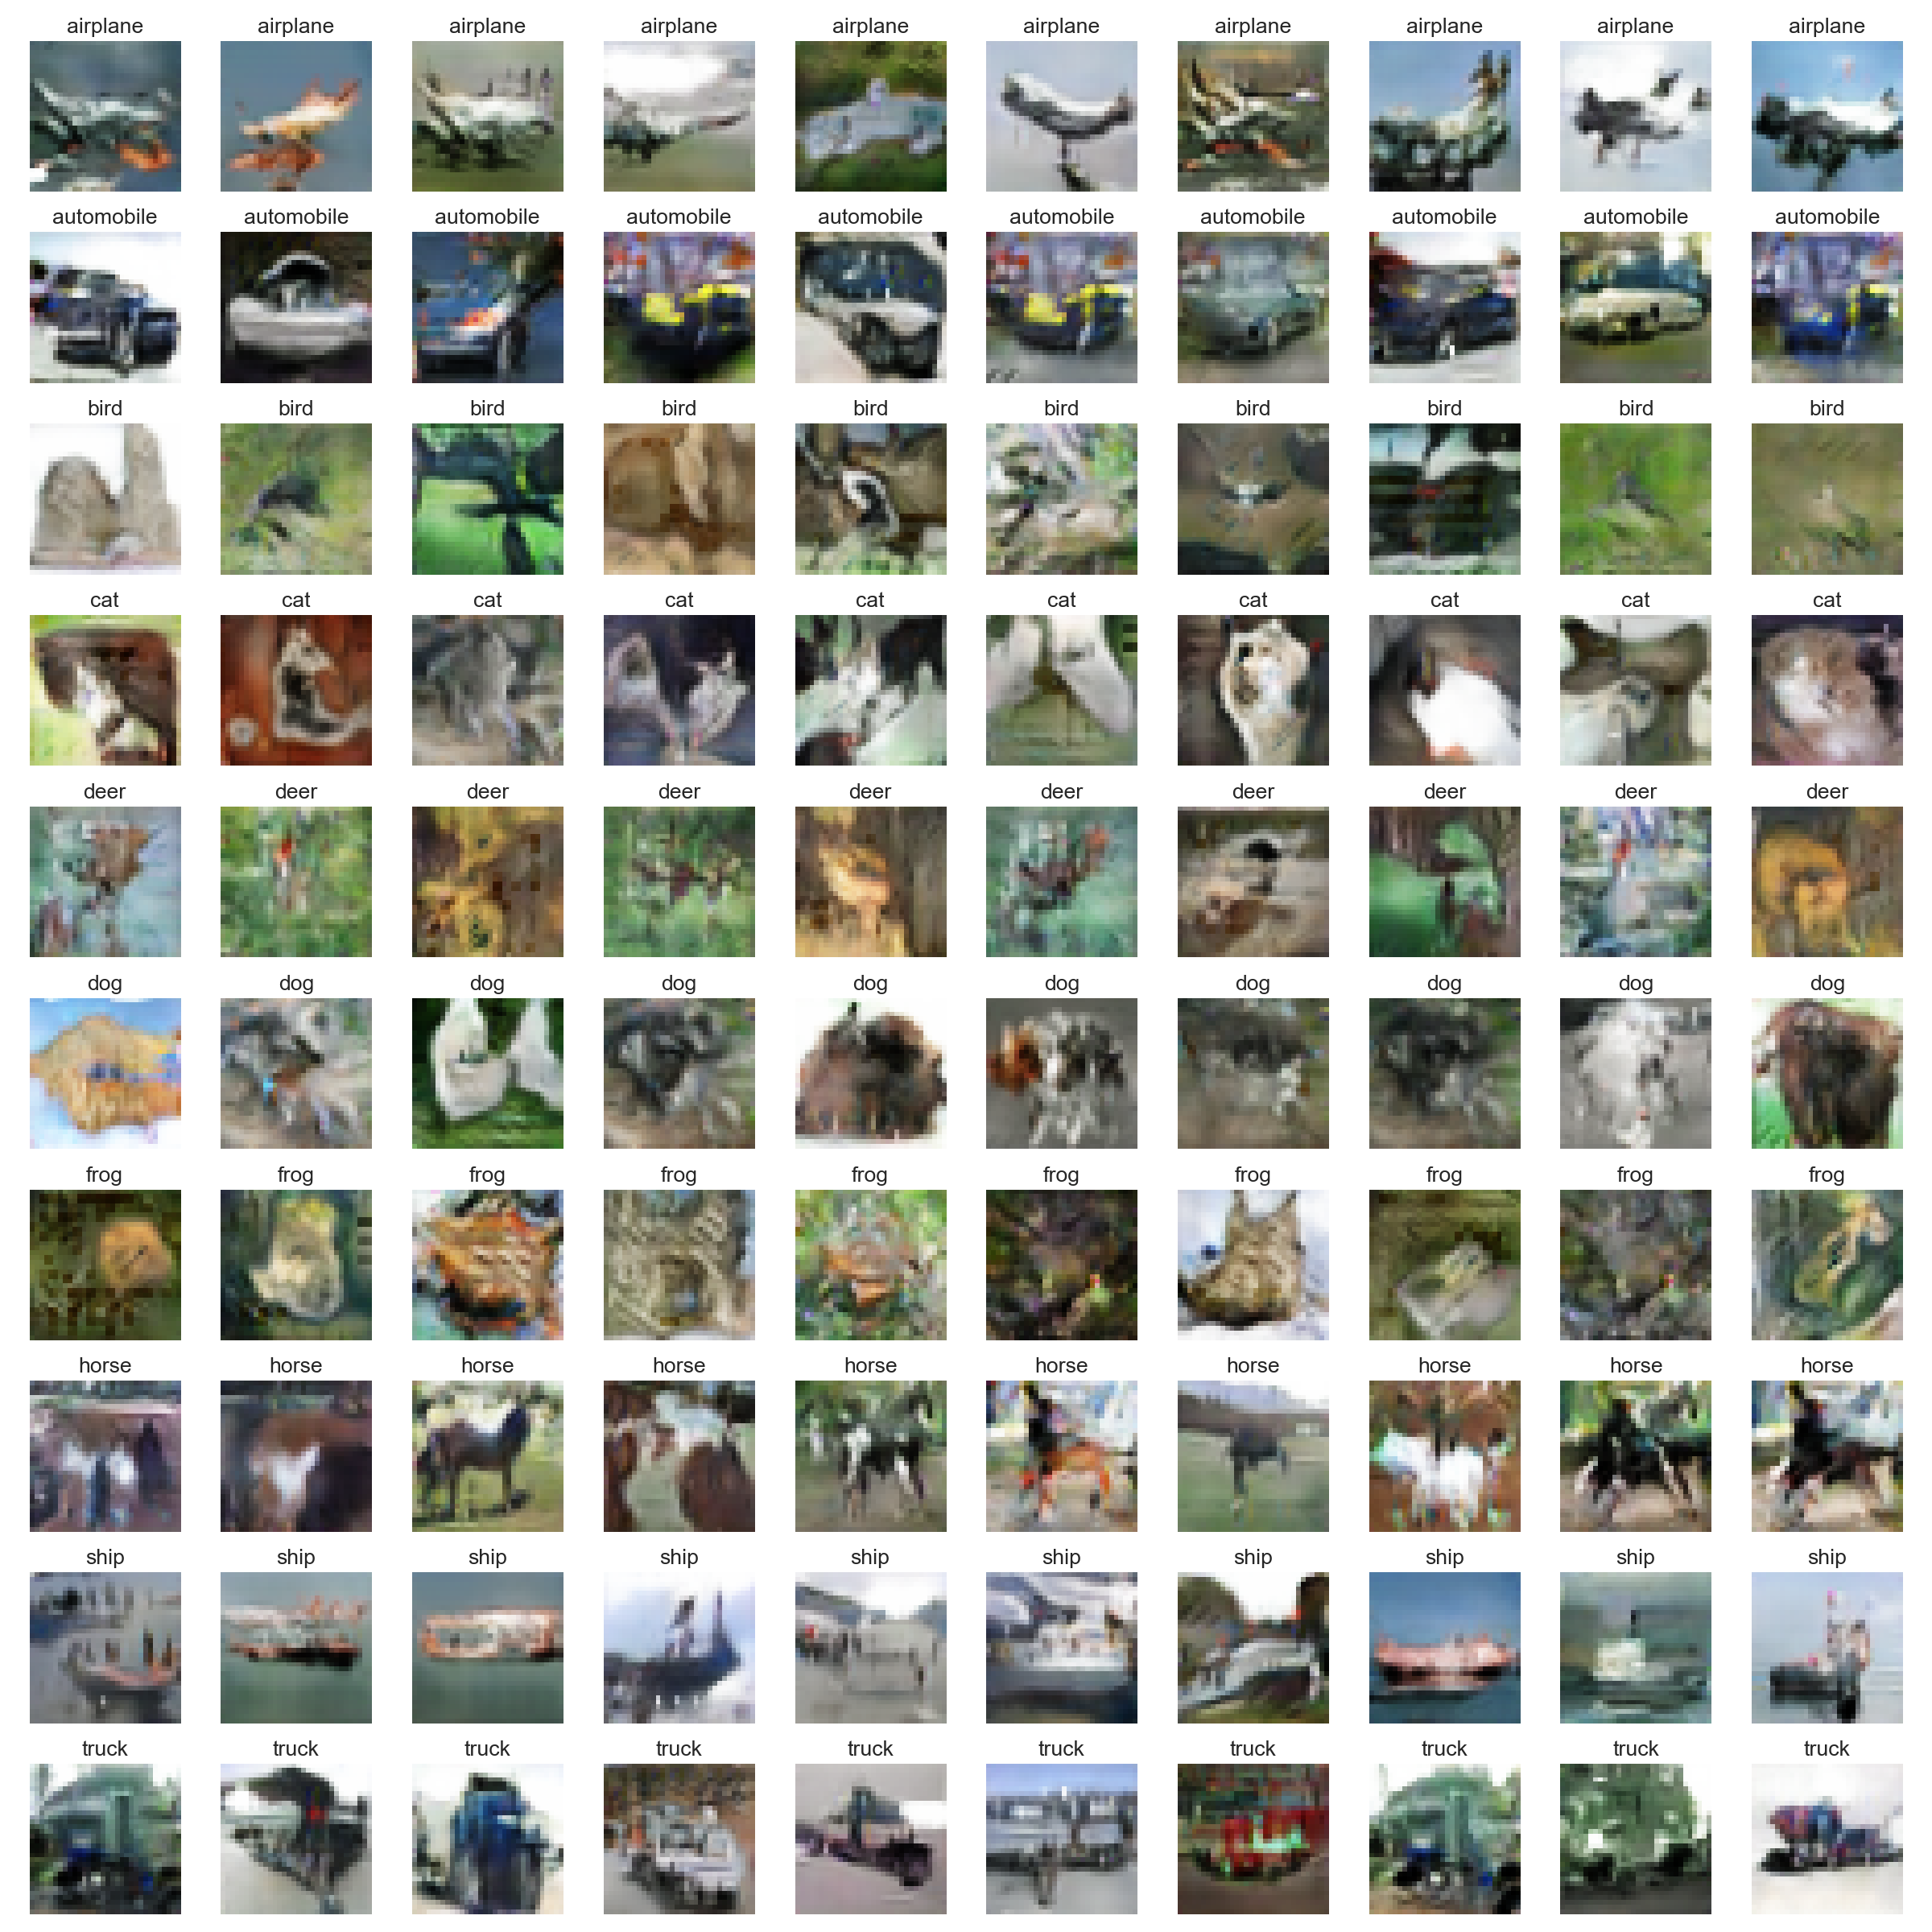 airplane airplane airplane airplane airplane airplane airplane airplane airplane airplane
automobile automobile automobile automobile automobile automobile automobile automobile automobile automobile
bird bird bird bird bird bird bird bird bird bird
cat cat cat cat cat cat cat cat cat cat
deer deer deer deer deer deer deer deer deer deer
dog dog dog dog dog dog dog dog dog dog
frog frog frog frog frog frog frog frog frog frog
horse horse horse horse horse horse horse horse horse horse
ship ship ship ship ship ship ship ship ship ship
truck truck truck truck truck truck truck truck truck truck